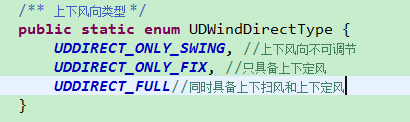 /** 上下风向类型 */
public static enum UDWindDirectType {
UDDIRECT_ONLY_SWING, //上下风向不可调节
UDDIRECT_ONLY_FIX, //只具备上下定风
UDDIRECT_FULL//同时具备上下扫风和上下定风
}